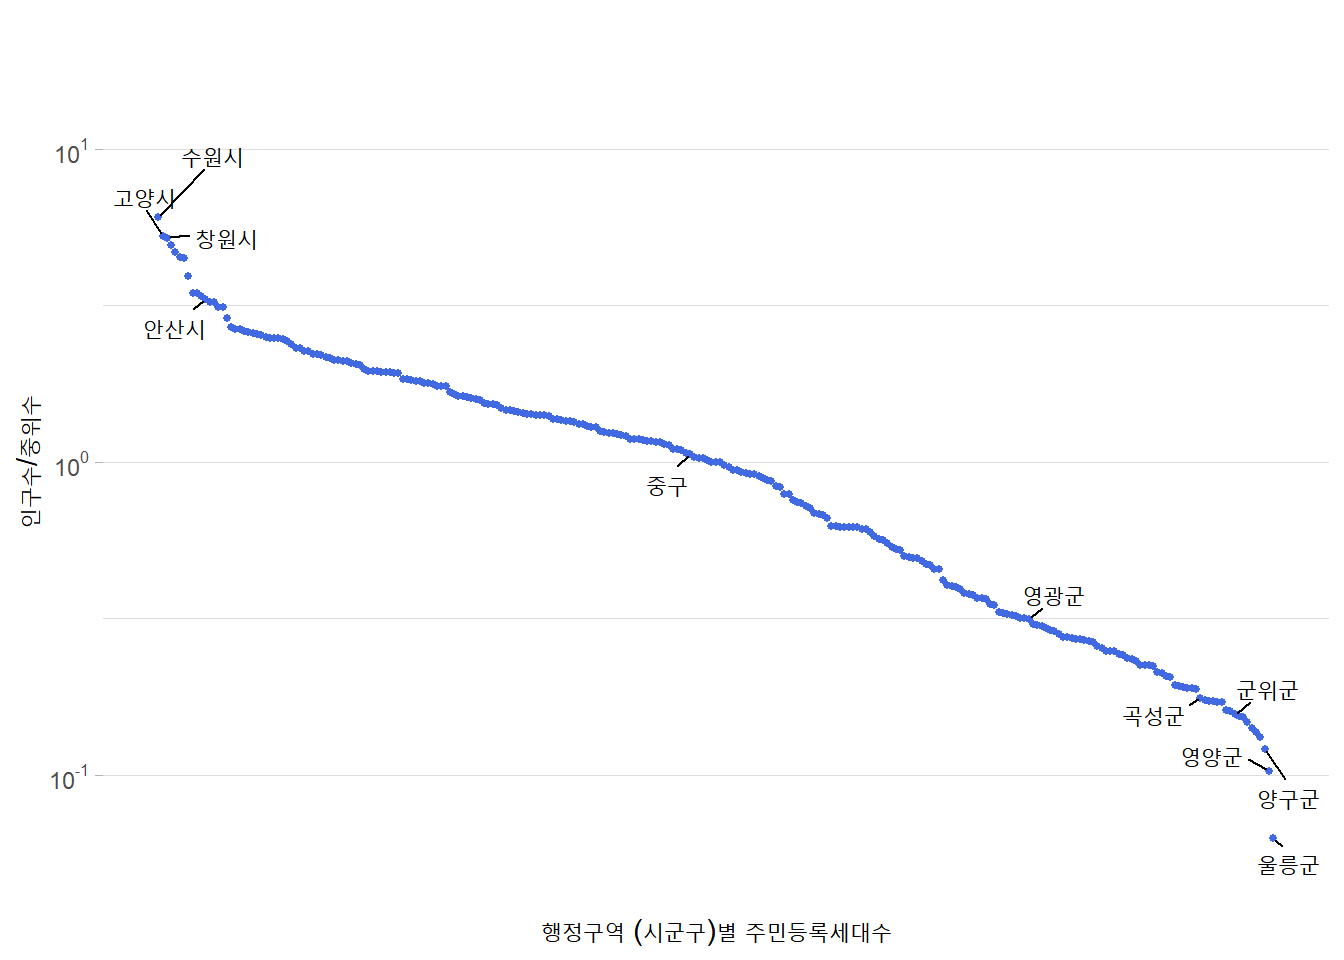 10¹
수원시
고양시
창원시
안산시
인구수/중위수
10⁰
중구
영광군
군위군
곡성군
영양군
10⁻¹
양구군
울릉군
행정구역 (시군구)별 주민등록세대수